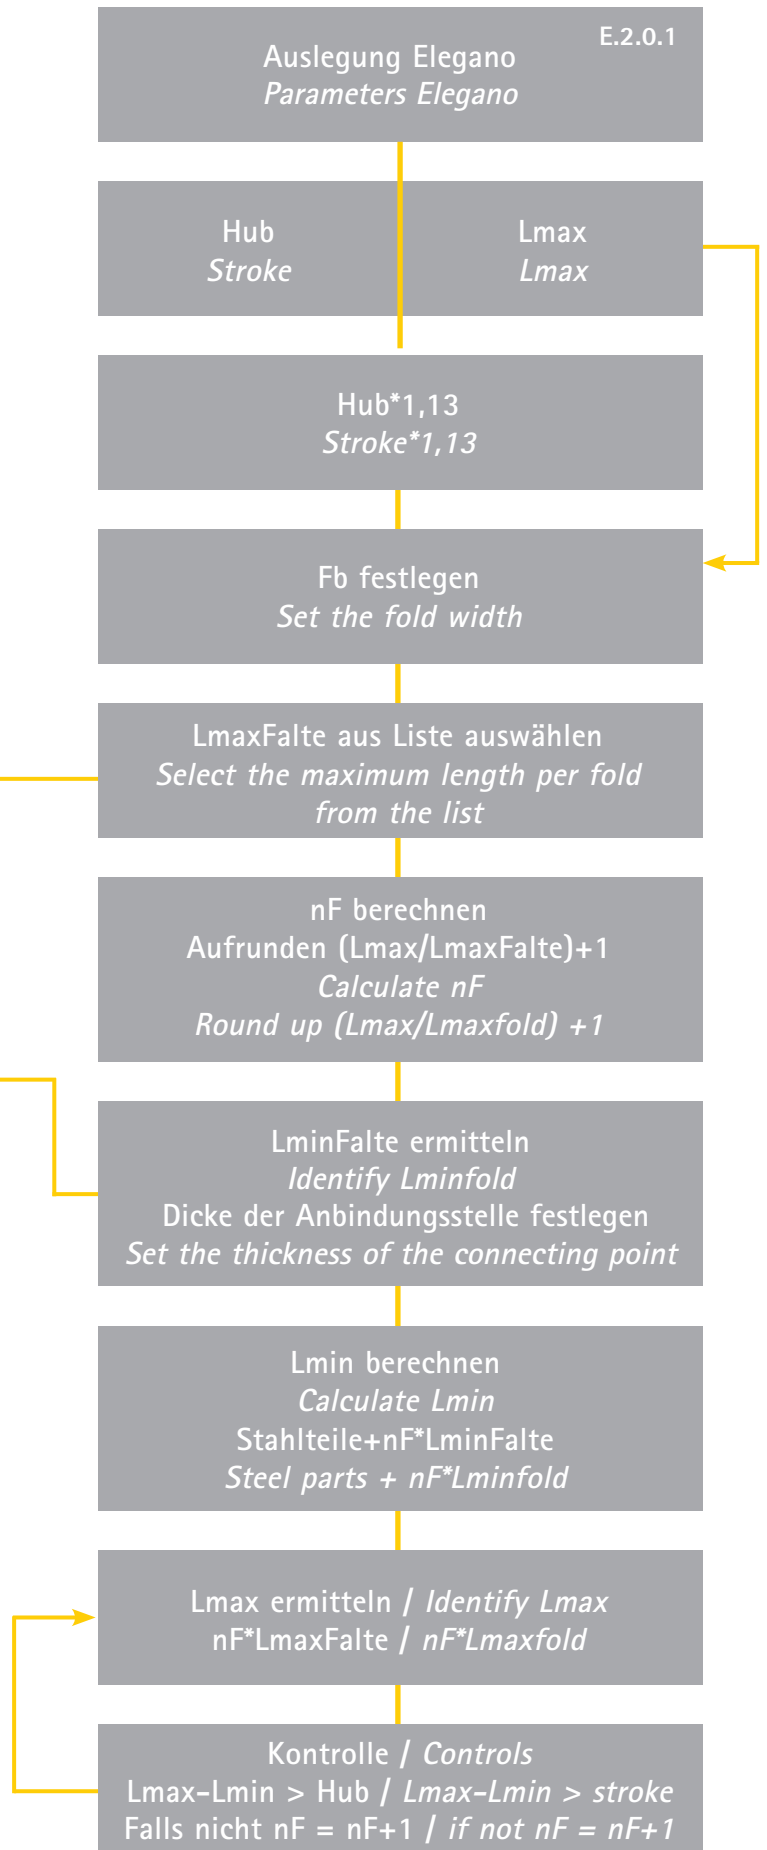 E.2.0.1
Auslegung Elegano
Parameters Elegano
Hub
Stroke
Lmax
Lmax
Hub*1,13
Stroke*1,13
Fb festlegen
Set the fold width
LmaxFalte aus Liste auswählen
Select the maximum length per fold
from the list
nF berechnen
Aufrunden (Lmax/LmaxFalte)+1
Calculate nF
Round up (Lmax/Lmaxfold) +1
LminFalte ermitteln
Identify Lminfold
Dicke der Anbindungsstelle festlegen
Set the thickness of the connecting point
Lmin berechnen
Calculate Lmin
Stahlteile+nF*LminFalte
Steel parts + nF*Lminfold
Lmax ermitteln / Identify Lmax
nF*LmaxFalte / nF*Lmaxfold
Kontrolle / Controls
Lmax-Lmin > Hub / Lmax-Lmin > stroke
Falls nicht nF = nF+1 / if not nF = nF+1